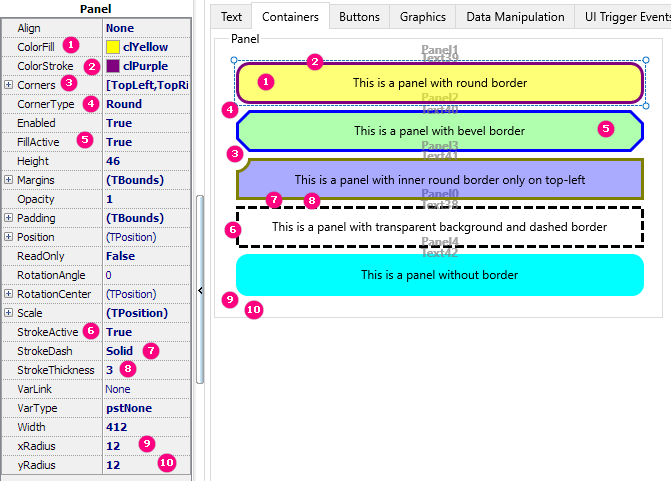 Panel
Align None
ColorFill 1 clYellow
ColorStroke 2 clPurple
Corners 3 [TopLeft,TopRi
CornerType 4 Round
Enabled True
FillActive 5 True
Height 46
Margins (TBounds)
Opacity 1
Padding (TBounds)
Position (TPosition)
ReadOnly False
RotationAngle 0
RotationCenter (TPosition)
Scale (TPosition)
StrokeActive 6 True
StrokeDash Solid 7
StrokeThickness 3 8
VarLink None
VarType pstNone
Width 412
xRadius 12 9
yRadius 12 10
Text Containers Buttons Graphics Data Manipulation UI Trigger Events
Panel
Panel1
Text39
2
1 This is a panel with round border
Panel2
Text40
4
This is a panel with bevel border 5
Panel3
Text41
3
This is a panel with inner round border only on top-left
Panel0
7 8
Text38
6 This is a panel with transparent background and dashed border
Panel4
Text42
This is a panel without border
9
10